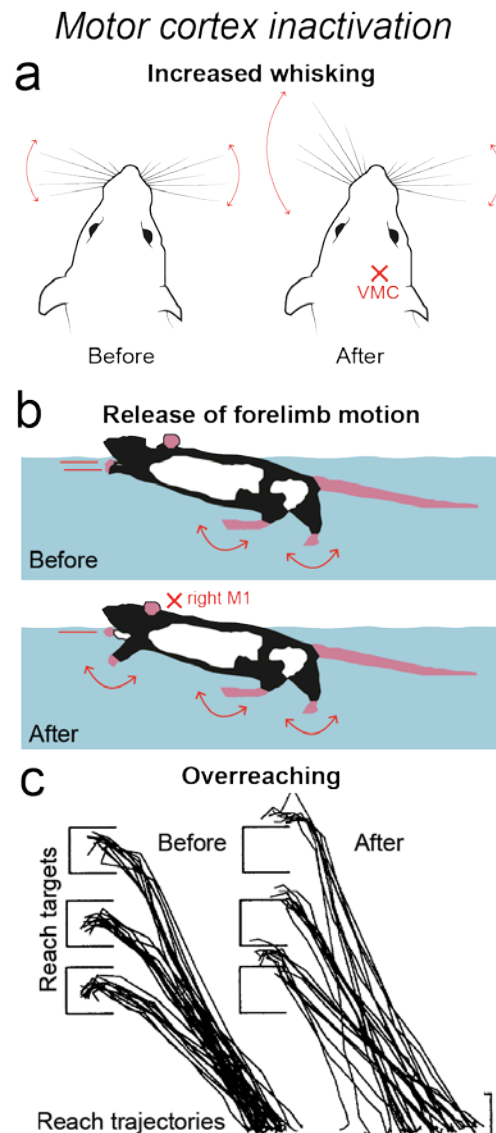 Motor cortex inactivation
a
Increased whisking
VMC
Before
After
b
Release of forelimb motion
Before
right M1
After
c
Overreaching
Before
After
Reach targets
Reach trajectories